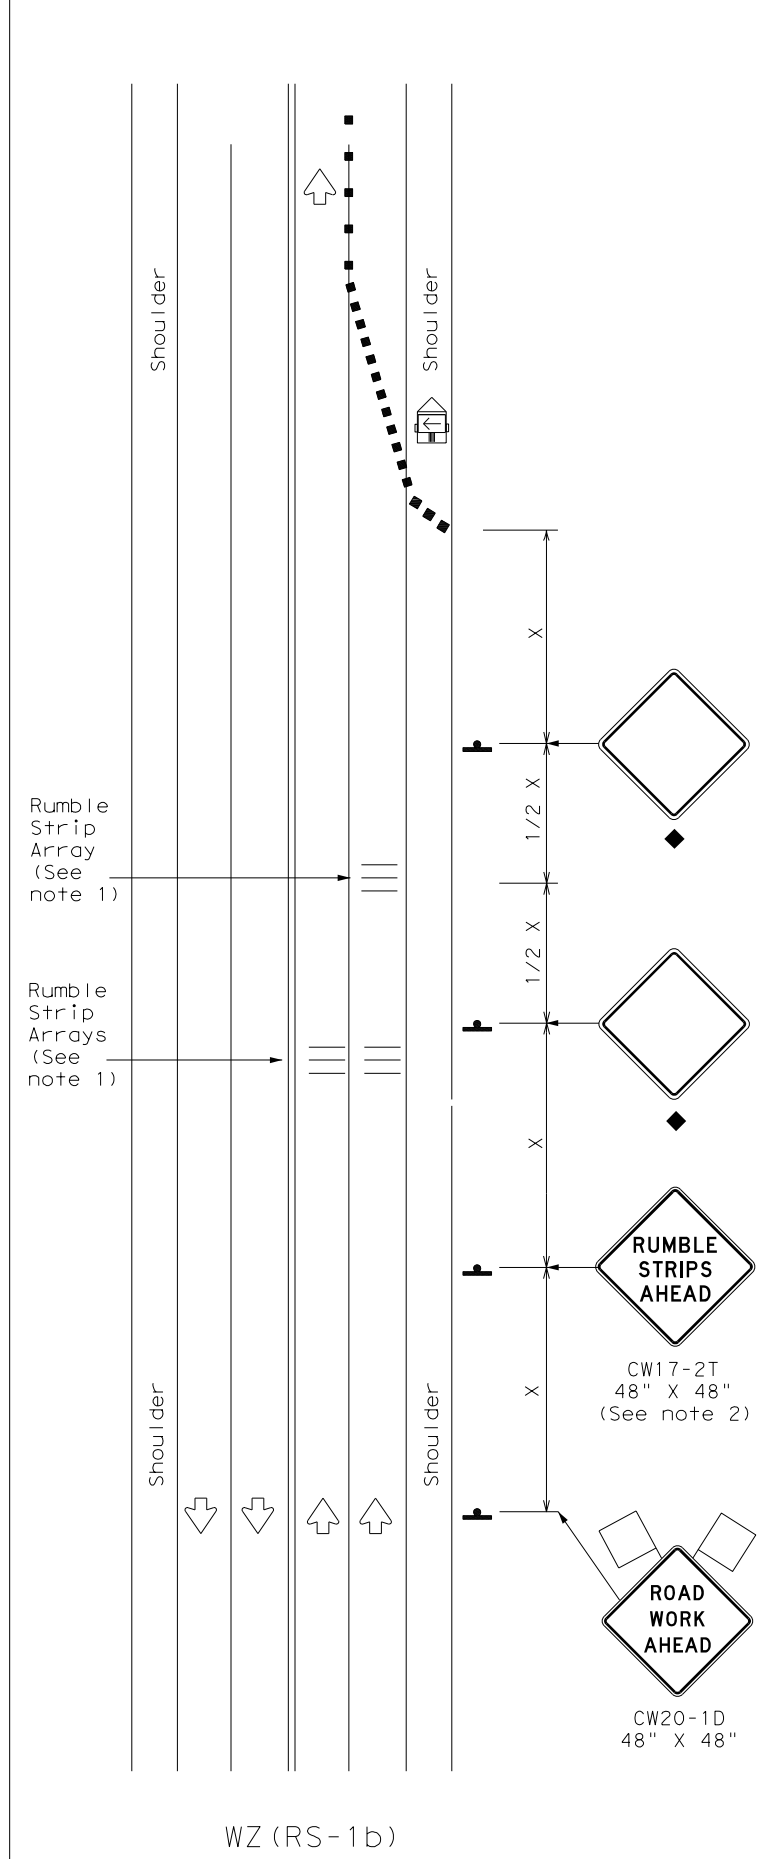 Shoulder
Shoulder
X
1/2 X
Rumble
Strip
Array
(See
note 1)
1/2 X
Rumble
Strip
Arrays
(See
note 1)
X
RUMBLE
STRIPS
AHEAD
CW17-2T
48" X 48"
(See note 2)
X
Shoulder
Shoulder
ROAD
WORK
AHEAD
CW20-1D
48" X 48"
WZ(RS-1b)